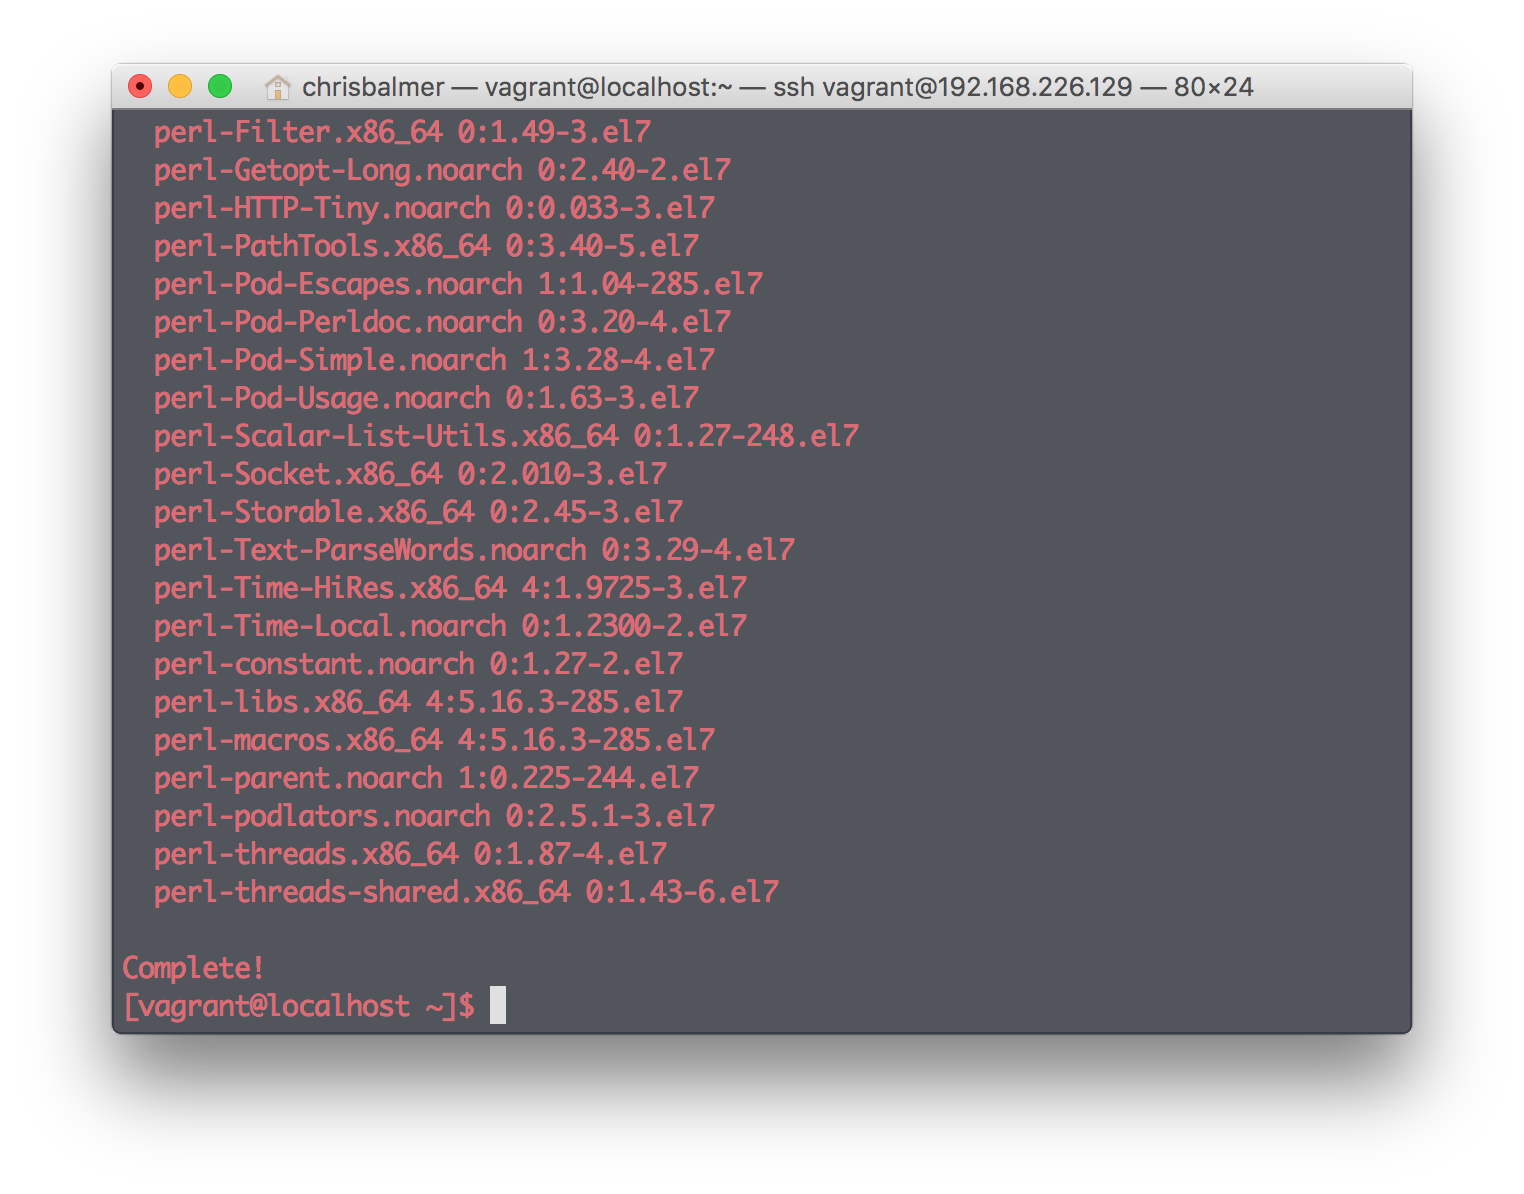 chrisbalmer — vagrant@localhost:~ — ssh vagrant@192.168.226.129 — 80×24
perl-Filter.x86_64 0:1.49-3.el7
perl-Getopt-Long.noarch 0:2.40-2.el7
perl-HTTP-Tiny.noarch 0:0.033-3.el7
perl-PathTools.x86_64 0:3.40-5.el7
perl-Pod-Escapes.noarch 1:1.04-285.el7
perl-Pod-Perldoc.noarch 0:3.20-4.el7
perl-Pod-Simple.noarch 1:3.28-4.el7
perl-Pod-Usage.noarch 0:1.63-3.el7
perl-Scalar-List-Utils.x86_64 0:1.27-248.el7
perl-Socket.x86_64 0:2.010-3.el7
perl-Storable.x86_64 0:2.45-3.el7
perl-Text-ParseWords.noarch 0:3.29-4.el7
perl-Time-HiRes.x86_64 4:1.9725-3.el7
perl-Time-Local.noarch 0:1.2300-2.el7
perl-constant.noarch 0:1.27-2.el7
perl-libs.x86_64 4:5.16.3-285.el7
perl-macros.x86_64 4:5.16.3-285.el7
perl-parent.noarch 1:0.225-244.el7
perl-podlators.noarch 0:2.5.1-3.el7
perl-threads.x86_64 0:1.87-4.el7
perl-threads-shared.x86_64 0:1.43-6.el7
Complete!
[vagrant@localhost ~]$